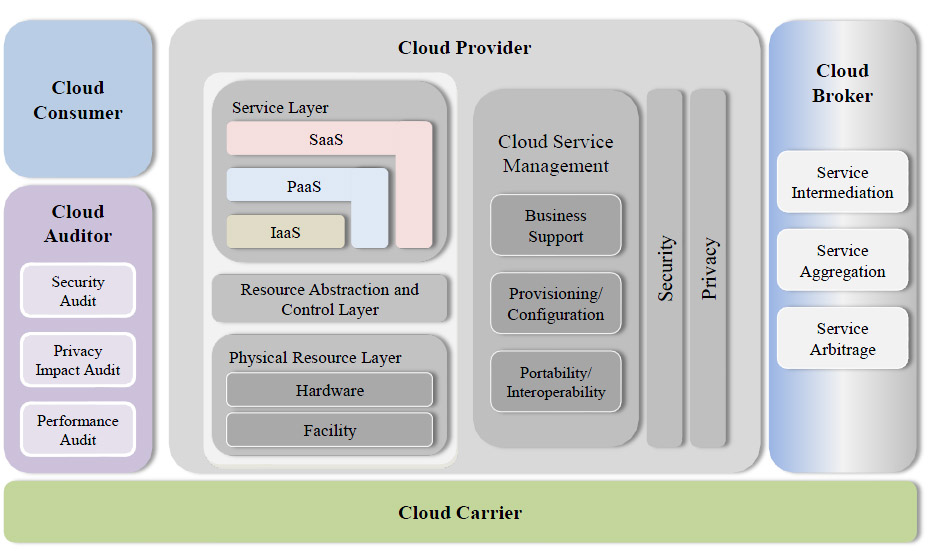 Cloud
Consumer
Cloud
Auditor
Security
Audit
Privacy
Impact Audit
Performance
Audit
Cloud Provider
Service Layer
SaaS
PaaS
IaaS
Resource Abstraction and
Control Layer
Physical Resource Layer
Hardware
Facility
Cloud Service
Management
Business
Support
Provisioning/
Configuration
Portability/
Interoperability
Security
Privacy
Cloud
Broker
Service
Intermediation
Service
Aggregation
Service
Arbitrage
Cloud Carrier